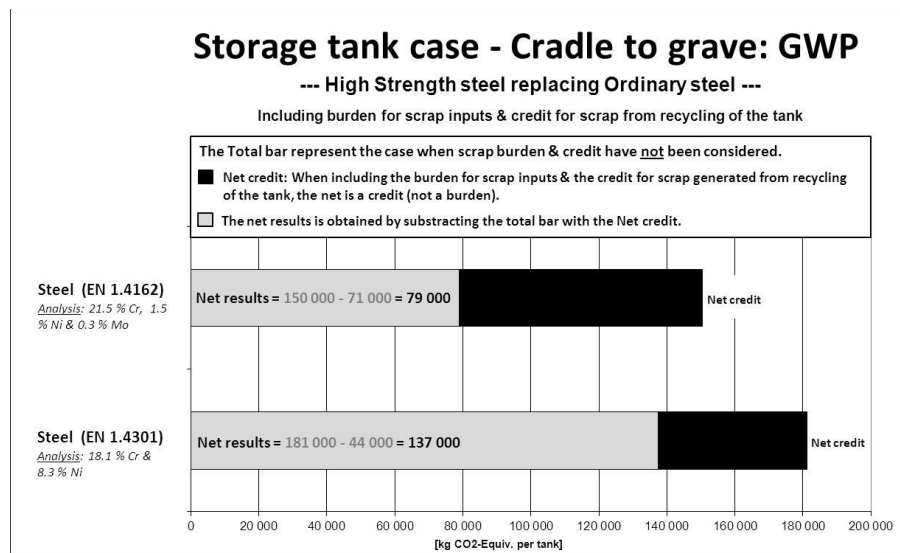 Storage tank case - Cradle to grave: GWP
--- High Strength steel replacing Ordinary steel ---
Including burden for scrap inputs & credit for scrap from recycling of the tank
The Total bar represent the case when scrap burden & credit have not been considered.
Net credit: When including the burden for scrap inputs & the credit for scrap generated from recycling
of the tank, the net is a credit (not a burden).
The net results is obtained by substracting the total bar with the Net credit.
Steel (EN 1.4162)
Analysis: 21.5 % Cr, 1.5
% Ni & 0.3 % Mo
Net results = 150 000 - 71 000 = 79 000
Net credit
Steel (EN 1.4301)
Analysis: 18.1 % Cr &
8.3 % Ni
Net results = 181 000 - 44 000 = 137 000
Net credit
0 20 000 40 000 60 000 80 000 100 000 120 000 140 000 160 000 180 000 200 000
[kg CO2-Equiv. per tank]